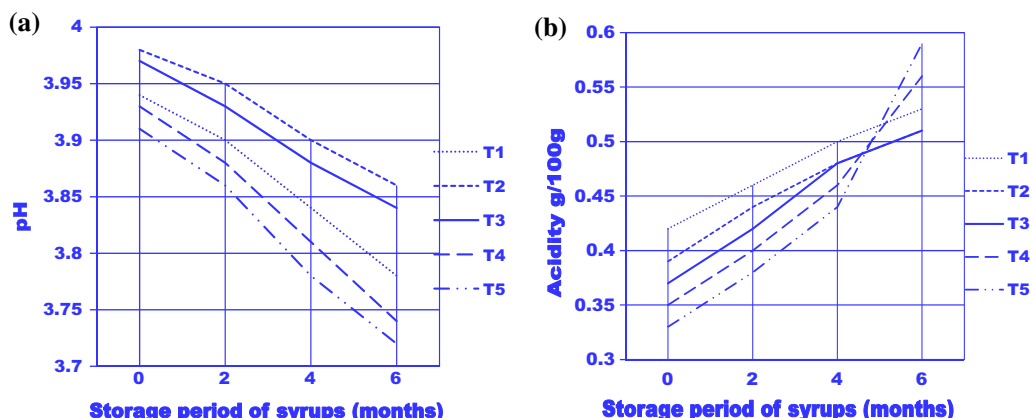 (a)
4
3.95
3.9
3.85
3.8
3.75
3.7
pH
0 2 4 6
Storage period of syrups (months)
T1
T2
T3
T4
T5
(b)
0.6
0.55
0.5
0.45
0.4
0.35
0.3
Acidity g/100g
0 2 4 6
Storage period of syrups (months)
T1
T2
T3
T4
T5